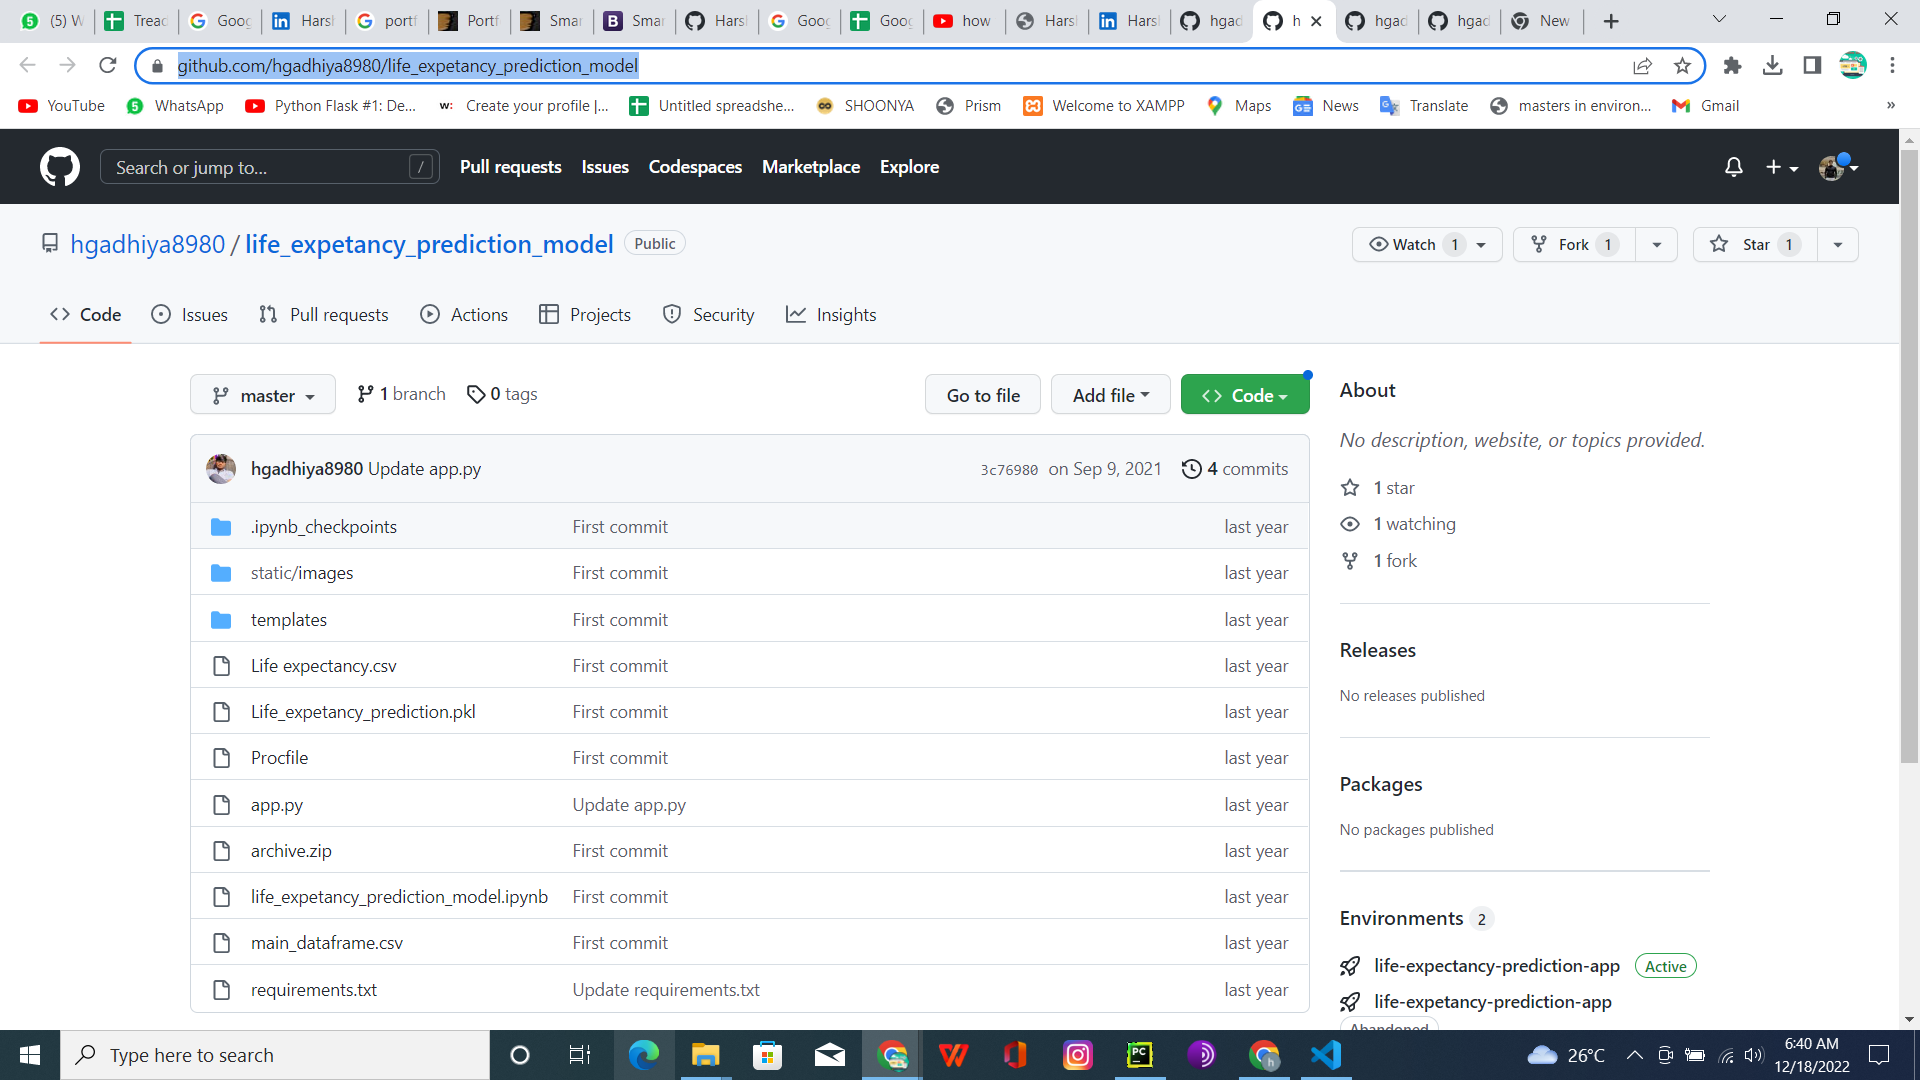 (5) W Treac Goog Harsh portf Portf Smar Smar Harsh Goog Goog how Harsh Harsh hgad h hgad hgad New
github.com/hgadhiya8980/life_expetancy_prediction_model
YouTube WhatsApp Python Flask #1: De... w: Create your profile |... Untitled spreadshe... SHOONYA Prism Welcome to XAMPP Maps News Translate masters in environ... Gmail »
Search or jump to... / Pull requests Issues Codespaces Marketplace Explore
hgadhiya8980 / life_expetancy_prediction_model Public Watch 1 Fork 1 Star 1
Code Issues Pull requests Actions Projects Security Insights
master 1 branch 0 tags Go to file Add file Code
hgadhiya8980 Update app.py 3c76980 on Sep 9, 2021 4 commits
.ipynb_checkpoints First commit last year
static/images First commit last year
templates First commit last year
Life expectancy.csv First commit last year
Life_expetancy_prediction.pkl First commit last year
Procfile First commit last year
app.py Update app.py last year
archive.zip First commit last year
life_expetancy_prediction_model.ipynb First commit last year
main_dataframe.csv First commit last year
requirements.txt Update requirements.txt last year
About
No description, website, or topics provided.
1 star
1 watching
1 fork
Releases
No releases published
Packages
No packages published
Environments 2
life-expectancy-prediction-app Active
life-expetancy-prediction-app
Abandoned
Type here to search 26°C 6:40 AM
12/18/2022